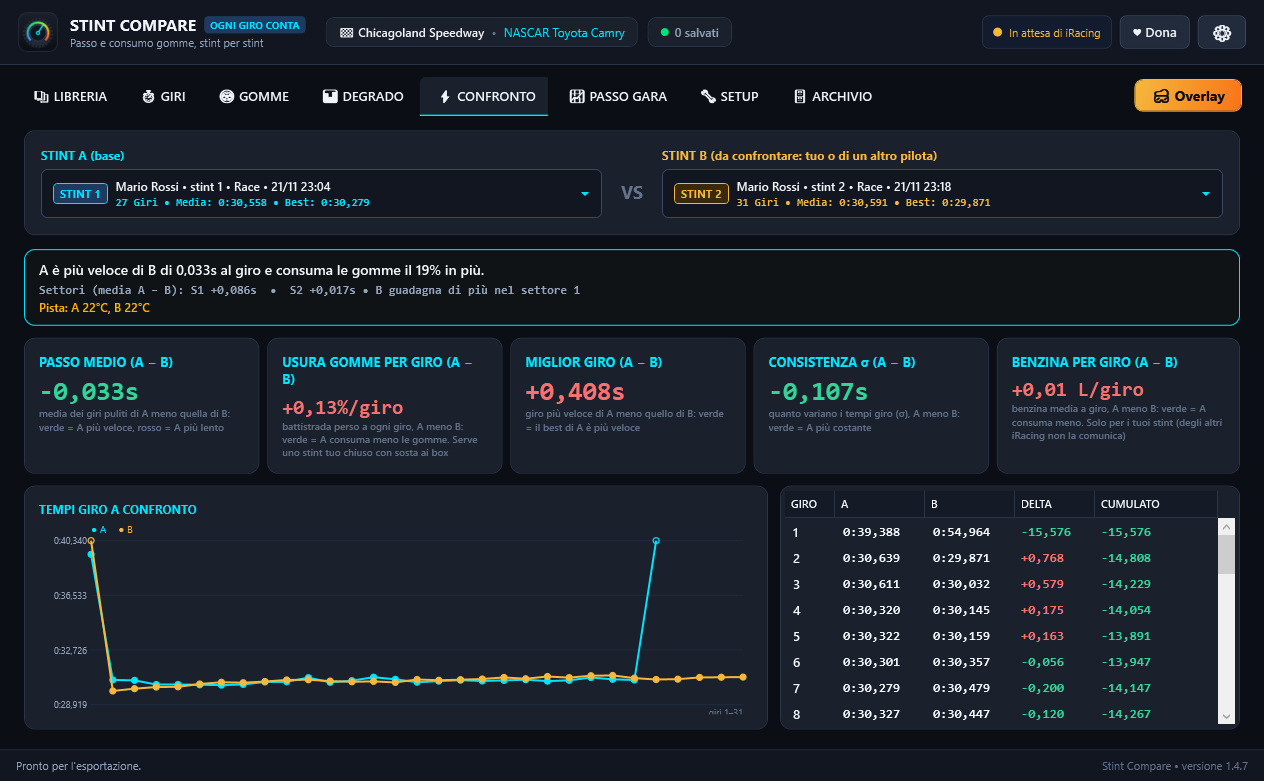 STINT COMPARE OGNI GIRO CONTA
Passo e consumo gomme, stint per stint
Chicagoland Speedway • NASCAR Toyota Camry
0 salvati
In attesa di iRacing
Dona
LIBRERIA
GIRI
GOMME
DEGRADO
CONFRONTO
PASSO GARA
SETUP
ARCHIVIO
Overlay
STINT A (base)
STINT 1
Mario Rossi • stint 1 • Race • 21/11 23:04
27 Giri • Media: 0:30,558 • Best: 0:30,279
VS
STINT B (da confrontare: tuo o di un altro pilota)
STINT 2
Mario Rossi • stint 2 • Race • 21/11 23:18
31 Giri • Media: 0:30,591 • Best: 0:29,871
A è più veloce di B di 0,033s al giro e consuma le gomme il 19% in più.
Settori (media A – B): S1 +0,086s • S2 +0,017s • B guadagna di più nel settore 1
Pista: A 22°C, B 22°C
PASSO MEDIO (A – B)
-0,033s
media dei giri puliti di A meno quella di B:
verde = A più veloce, rosso = A più lento
USURA GOMME PER GIRO (A –
B)
+0,13%/giro
battistrada perso a ogni giro, A meno B:
verde = A consuma meno le gomme. Serve
uno stint tuo chiuso con sosta ai box
MIGLIOR GIRO (A – B)
+0,408s
giro più veloce di A meno quello di B: verde
= il best di A è più veloce
CONSISTENZA σ (A – B)
-0,107s
quanto variano i tempi giro (σ), A meno B:
verde = A più costante
BENZINA PER GIRO (A – B)
+0,01 L/giro
benzina media a giro, A meno B: verde = A
consuma meno. Solo per i tuoi stint (degli altri
iRacing non la comunica)
TEMPI GIRO A CONFRONTO
A B
0:40,340
0:36,533
0:32,726
0:28,919
giri 1–31
GIRO A B DELTA CUMULATO
1 0:39,388 0:54,964 -15,576 -15,576
2 0:30,639 0:29,871 +0,768 -14,808
3 0:30,611 0:30,032 +0,579 -14,229
4 0:30,320 0:30,145 +0,175 -14,054
5 0:30,322 0:30,159 +0,163 -13,891
6 0:30,301 0:30,357 -0,056 -13,947
7 0:30,279 0:30,479 -0,200 -14,147
8 0:30,327 0:30,447 -0,120 -14,267
Pronto per l'esportazione.
Stint Compare • versione 1.4.7